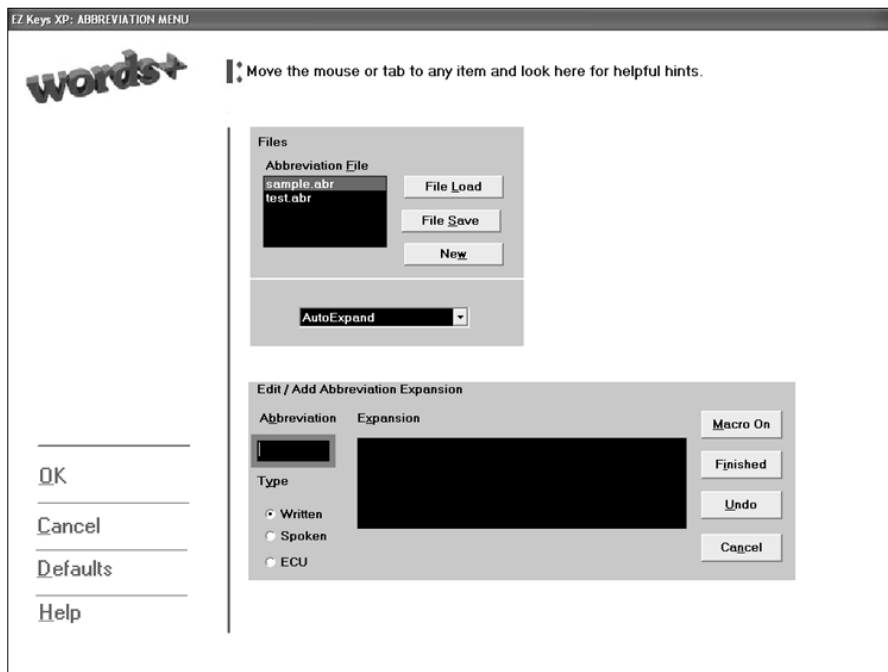 EZ Keys XP: ABBREVIATION MENU
words+
Move the mouse or tab to any item and look here for helpful hints.
Files
Abbreviation File
sample.abr
test.abr
File Load
File Save
New
AutoExpand
Edit / Add Abbreviation Expansion
Abbreviation
Expansion
Type
Written
Spoken
ECU
Macro On
Finished
Undo
Cancel
OK
Cancel
Defaults
Help